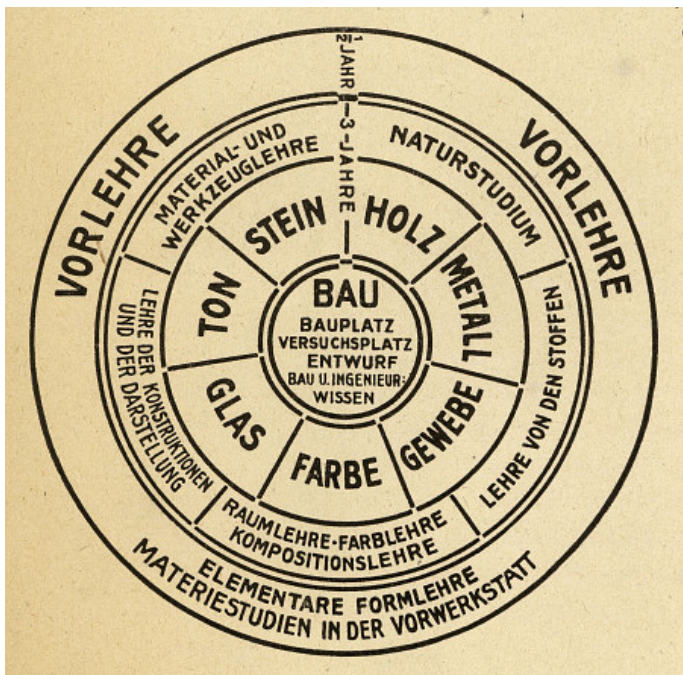 ½ JAHR
VORLEHRE
VORLEHRE
ELEMENTARE FORMLEHRE
MATERIESTUDIEN IN DER VORWERKSTATT
3-JAHRE
NATURSTUDIUM
LEHRE VON DEN STOFFEN
RAUMLEHRE·FARBLEHRE
KOMPOSITIONSLEHRE
LEHRE DER KONSTRUKTIONEN
UND DER DARSTELLUNG
MATERIAL- UND
WERKZEUGLEHRE
HOLZ
METALL
GEWEBE
FARBE
GLAS
TON
STEIN
BAU
BAUPLATZ
VERSUCHSPLATZ
ENTWURF
BAU U. INGENIEUR:
WISSEN